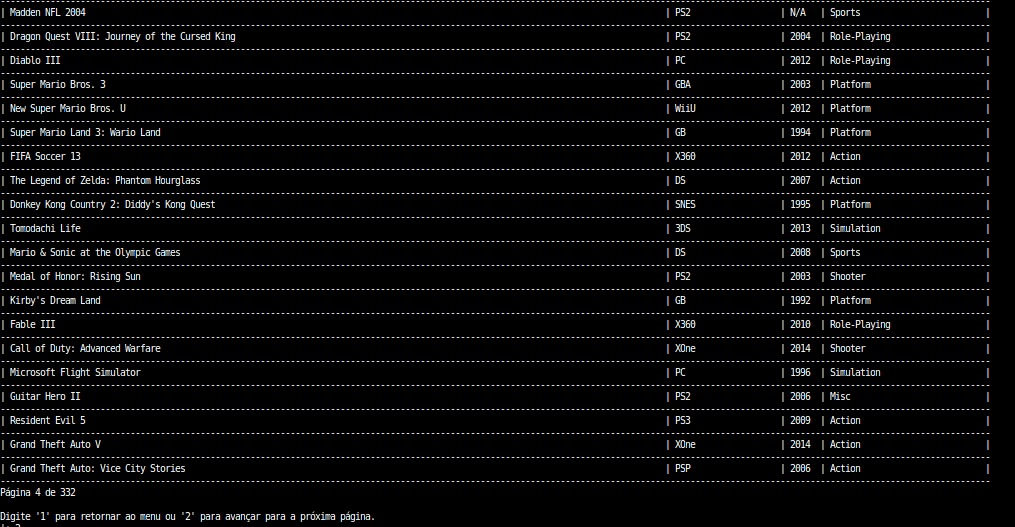 | Madden NFL 2004 | PS2 | N/A | Sports |
| Dragon Quest VIII: Journey of the Cursed King | PS2 | 2004 | Role-Playing |
| Diablo III | PC | 2012 | Role-Playing |
| Super Mario Bros. 3 | GBA | 2003 | Platform |
| New Super Mario Bros. U | WiiU | 2012 | Platform |
| Super Mario Land 3: Wario Land | GB | 1994 | Platform |
| FIFA Soccer 13 | X360 | 2012 | Action |
| The Legend of Zelda: Phantom Hourglass | DS | 2007 | Action |
| Donkey Kong Country 2: Diddy's Kong Quest | SNES | 1995 | Platform |
| Tomodachi Life | 3DS | 2013 | Simulation |
| Mario & Sonic at the Olympic Games | DS | 2008 | Sports |
| Medal of Honor: Rising Sun | PS2 | 2003 | Shooter |
| Kirby's Dream Land | GB | 1992 | Platform |
| Fable III | X360 | 2010 | Role-Playing |
| Call of Duty: Advanced Warfare | XOne | 2014 | Shooter |
| Microsoft Flight Simulator | PC | 1996 | Simulation |
| Guitar Hero II | PS2 | 2006 | Misc |
| Resident Evil 5 | PS3 | 2009 | Action |
| Grand Theft Auto V | XOne | 2014 | Action |
| Grand Theft Auto: Vice City Stories | PSP | 2006 | Action |
Página 4 de 332
Digite '1' para retornar ao menu ou '2' para avançar para a próxima página.